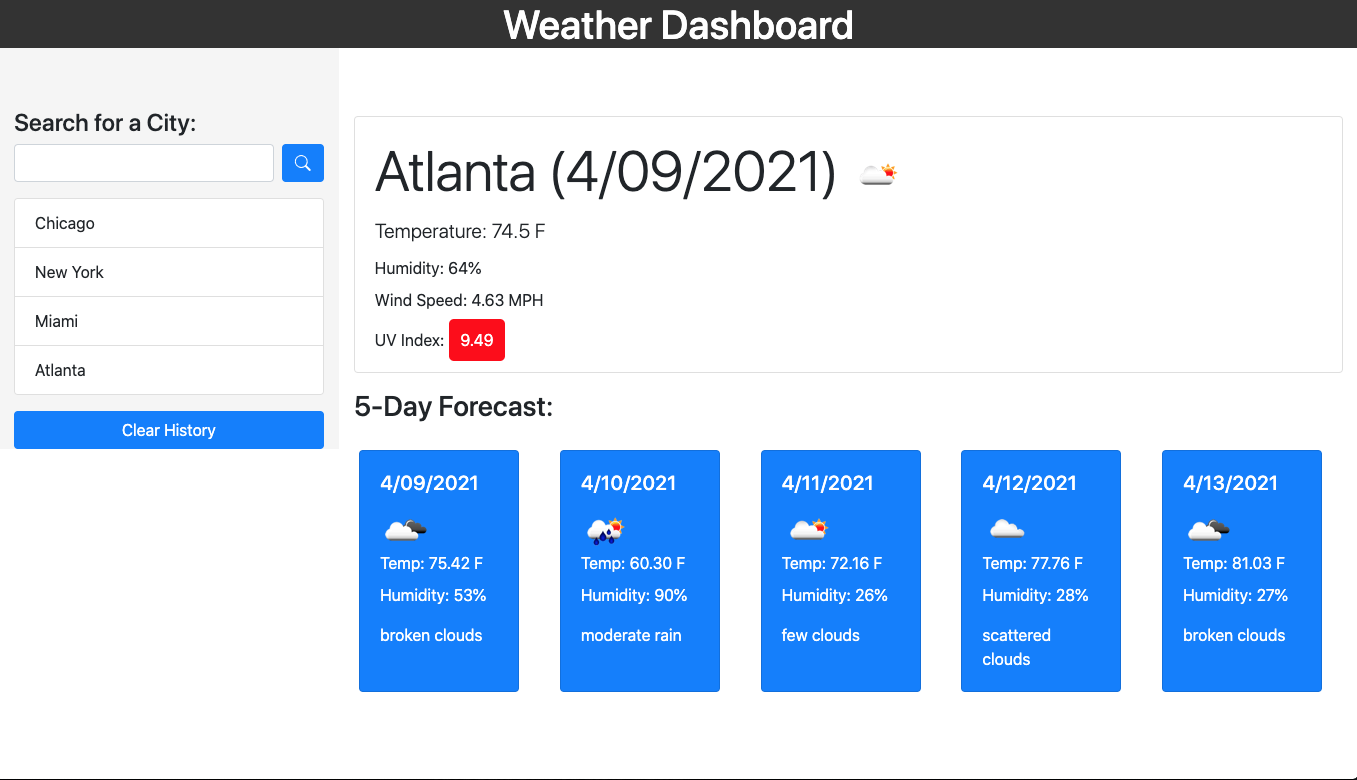 Weather Dashboard
Search for a City:
Chicago
New York
Miami
Atlanta
Clear History
Atlanta (4/09/2021)
Temperature: 74.5 F
Humidity: 64%
Wind Speed: 4.63 MPH
UV Index: 9.49
5-Day Forecast:
4/09/2021
Temp: 75.42 F
Humidity: 53%
broken clouds
4/10/2021
Temp: 60.30 F
Humidity: 90%
moderate rain
4/11/2021
Temp: 72.16 F
Humidity: 26%
few clouds
4/12/2021
Temp: 77.76 F
Humidity: 28%
scattered
clouds
4/13/2021
Temp: 81.03 F
Humidity: 27%
broken clouds